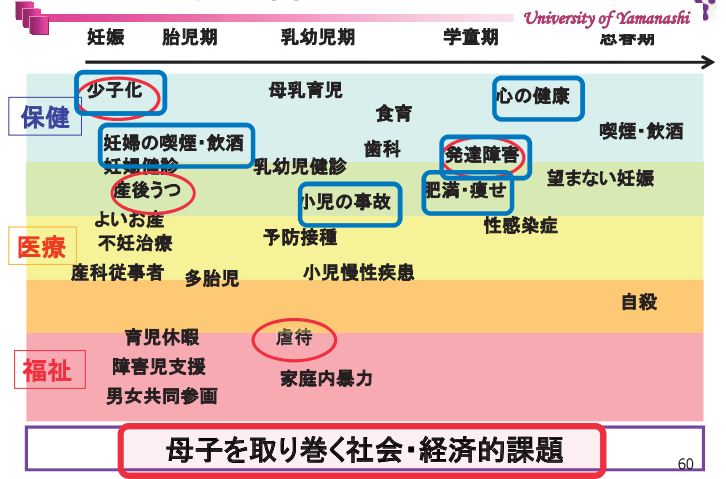 University of Yamanashi
妊娠 胎児期 乳幼児期 学童期 思春期
少子化 母乳育児 心の健康
保健
食育
喫煙・飲酒
妊婦の喫煙・飲酒
歯科 発達障害
妊婦健診 乳幼児健診
望まない妊娠
産後うつ 肥満・痩せ
小児の事故
よいお産 性感染症
医療
不妊治療 予防接種
産科従事者 多胎児 小児慢性疾患
自殺
育児休暇 虐待
福祉
障害児支援
家庭内暴力
男女共同参画
母子を取り巻く社会・経済的課題
60